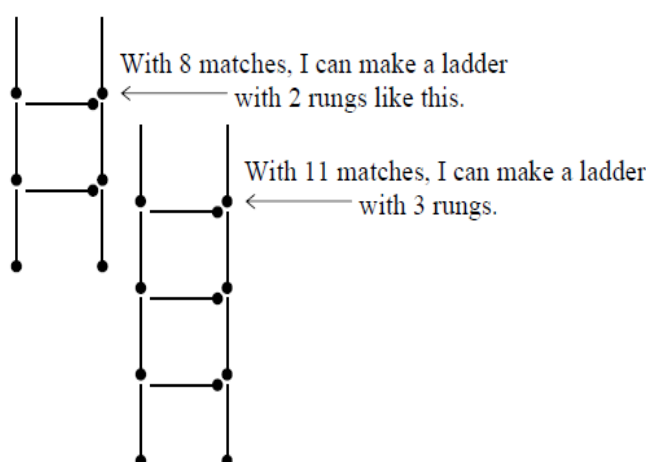 With 8 matches, I can make a ladder
with 2 rungs like this.
With 11 matches, I can make a ladder
with 3 rungs.